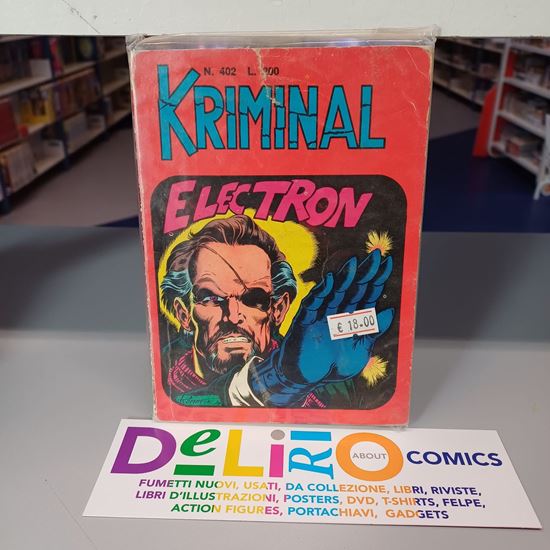 N. 402 L. 200
KRIMINAL
ELECTRON
€ 18.00
DeLiRiO ABOUT COMICS
FUMETTI NUOVI, USATI, DA COLLEZIONE, LIBRI, RIVISTE,
LIBRI D'ILLUSTRAZIONI, POSTERS, DVD, T-SHIRTS, FELPE,
ACTION FIGURES, PORTACHIAVI, GADGETS